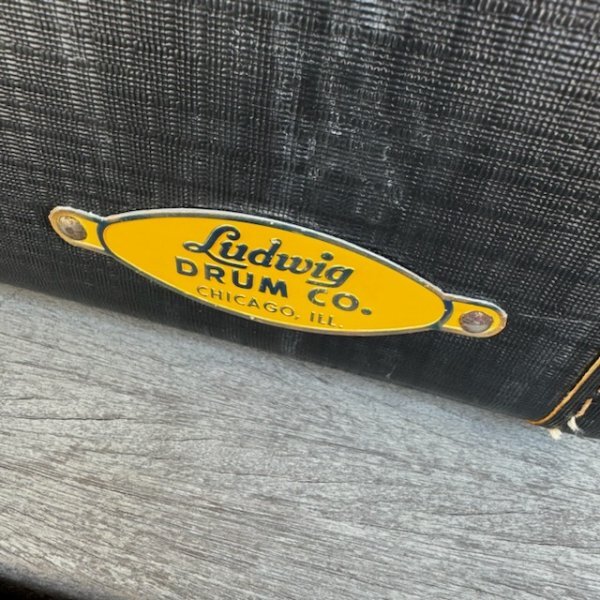 Ludwig
DRUM CO.
CHICAGO, ILL.